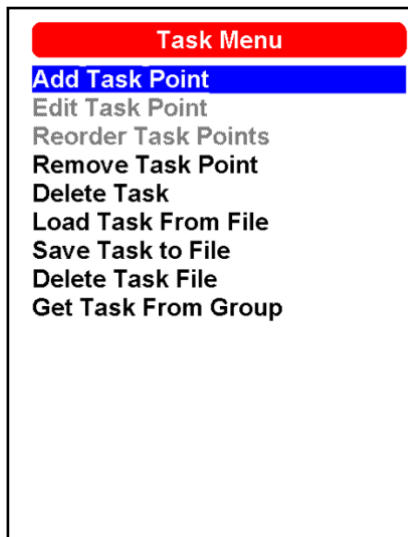 Task Menu
Add Task Point
Edit Task Point
Reorder Task Points
Remove Task Point
Delete Task
Load Task From File
Save Task to File
Delete Task File
Get Task From Group